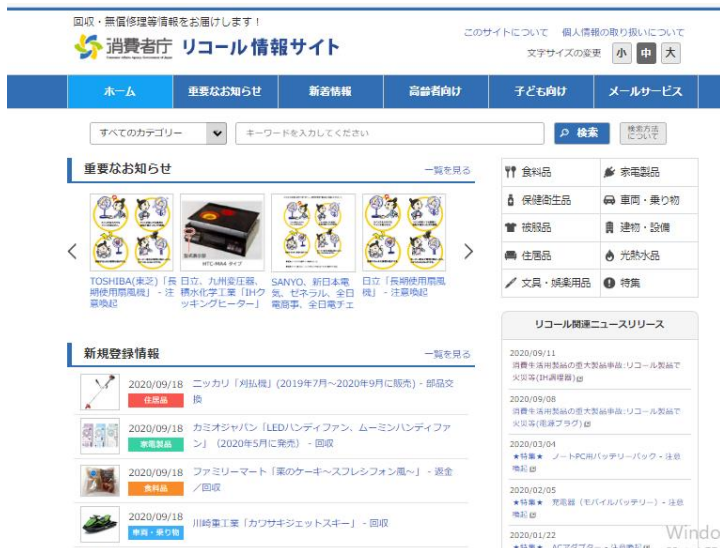 回収・無償修理等情報をお届けします！
消費者庁 リコール情報サイト
このサイトについて 個人情報の取り扱いについて
文字サイズの変更 小 中 大
ホーム 重要なお知らせ 新着情報 高齢者向け 子ども向け メールサービス
すべてのカテゴリー キーワードを入力してください 検索 検索方法
について
重要なお知らせ 一覧を見る
HTC-MA4 タイプ
TOSHIBA(東芝)「長
期使用扇風機」 - 注
意喚起
日立、九州変圧器、
積水化学工業「IHク
ッキングヒーター」
SANYO、新日本電
気、ゼネラル、全日
電商事、全日電チェ
日立「長期使用扇風
機」 - 注意喚起
新規登録情報 一覧を見る
2020/09/18 ニッカリ「刈払機」(2019年7月～2020年9月に販売) - 部品交
住居品 換
2020/09/18 カミオジャパン「LEDハンディファン、ムーミンハンディファ
家電製品 ン」（2020年5月に発売） - 回収
2020/09/18 ファミリーマート「栗のケーキ～スフレシフォン風～」 - 返金
食料品 ／回収
2020/09/18 川崎重工業「カワサキジェットスキー」 - 回収
車両・乗り物
食料品 家電製品
保健衛生品 車両・乗り物
被服品 建物・設備
住居品 光熱水品
文具・娯楽用品 特集
リコール関連ニュースリリース
2020/09/11
消費生活用製品の重大製品事故:リコール製品で
火災等(IH調理器)
2020/09/08
消費生活用製品の重大製品事故:リコール製品で
火災等(電源プラグ)
2020/03/04
★特集★ ノートPC用バッテリーパック - 注意
喚起
2020/02/05
★特集★ 充電器（モバイルバッテリー） - 注意
喚起
2020/01/22
★特集★ ACアダプター - 注意喚起
Windo